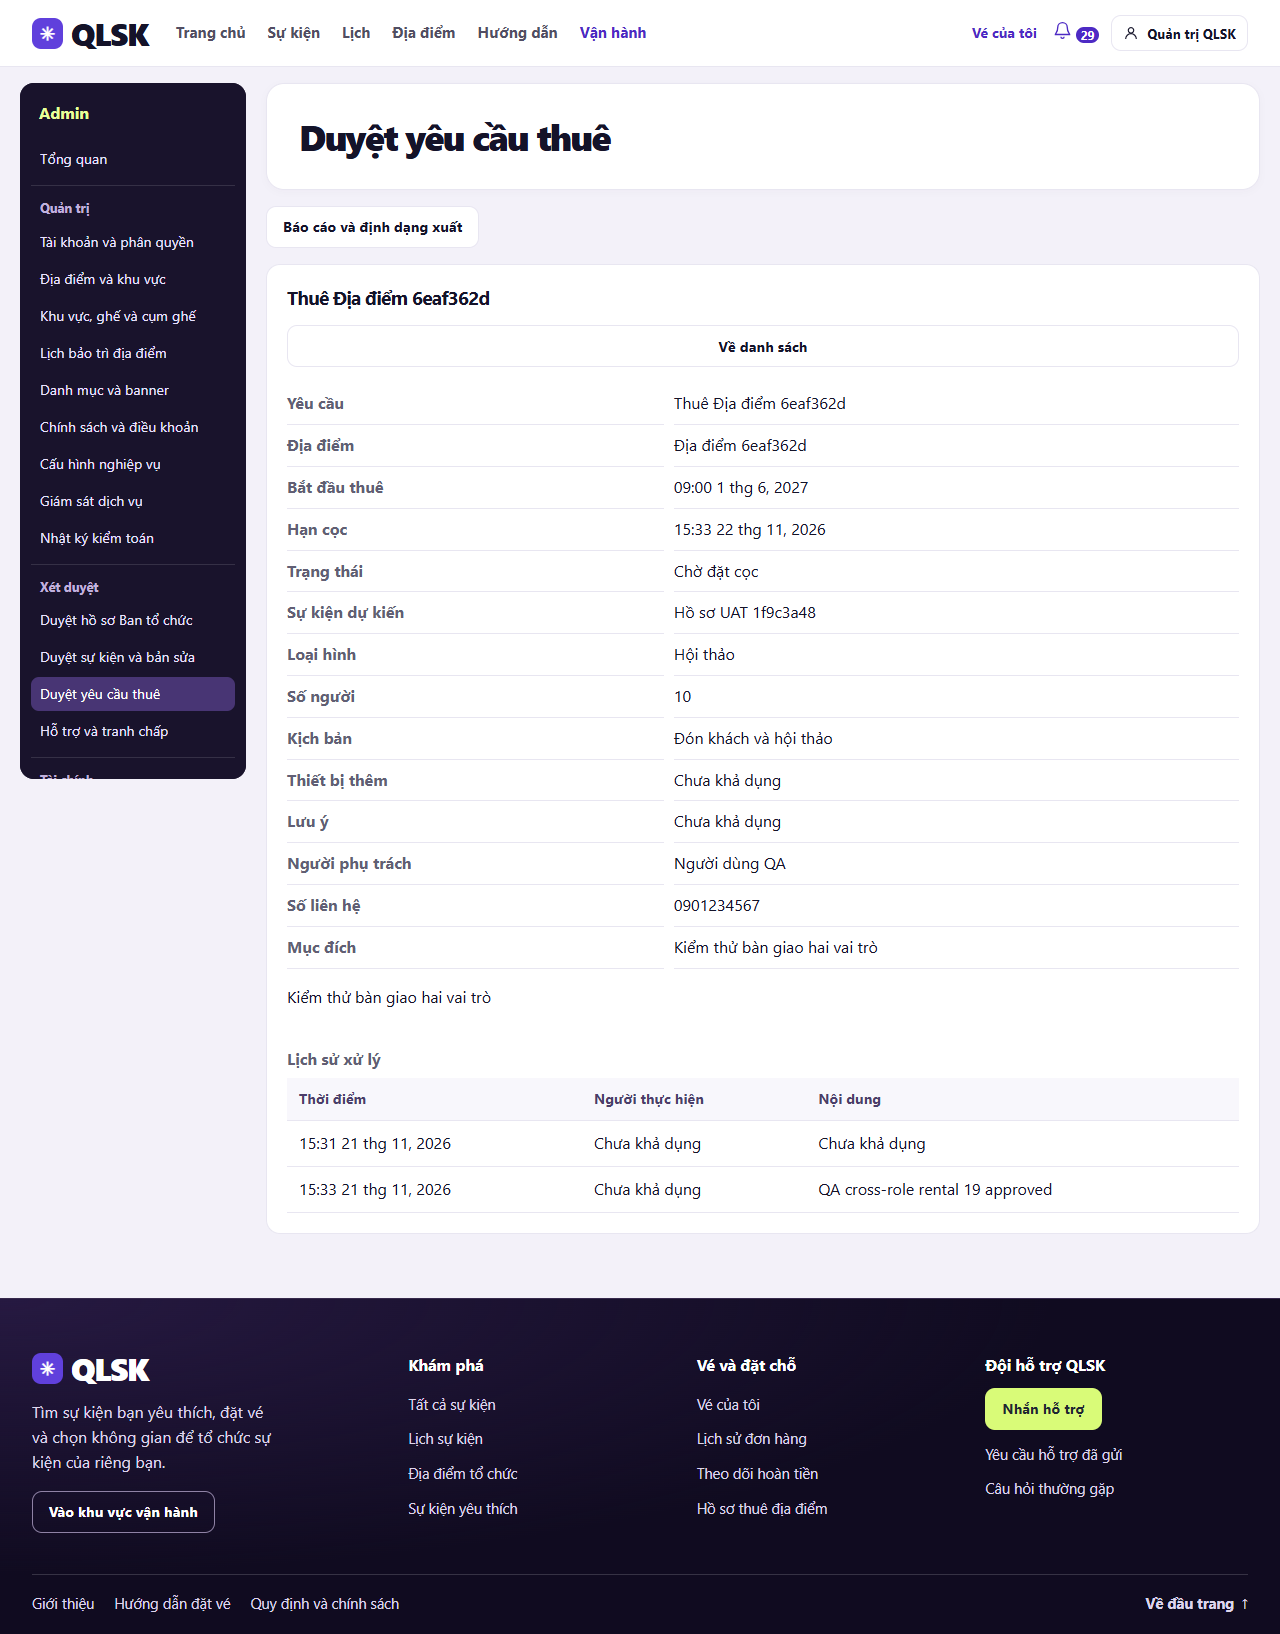 QLSK
Trang chủ
Sự kiện
Lịch
Địa điểm
Hướng dẫn
Vận hành
Vé của tôi
29
Quản trị QLSK
Admin
Tổng quan
Quản trị
Tài khoản và phân quyền
Địa điểm và khu vực
Khu vực, ghế và cụm ghế
Lịch bảo trì địa điểm
Danh mục và banner
Chính sách và điều khoản
Cấu hình nghiệp vụ
Giám sát dịch vụ
Nhật ký kiểm toán
Xét duyệt
Duyệt hồ sơ Ban tổ chức
Duyệt sự kiện và bản sửa
Duyệt yêu cầu thuê
Hỗ trợ và tranh chấp
Duyệt yêu cầu thuê
Báo cáo và định dạng xuất
Thuê Địa điểm 6eaf362d
Về danh sách
Yêu cầu Thuê Địa điểm 6eaf362d
Địa điểm Địa điểm 6eaf362d
Bắt đầu thuê 09:00 1 thg 6, 2027
Hạn cọc 15:33 22 thg 11, 2026
Trạng thái Chờ đặt cọc
Sự kiện dự kiến Hồ sơ UAT 1f9c3a48
Loại hình Hội thảo
Số người 10
Kịch bản Đón khách và hội thảo
Thiết bị thêm Chưa khả dụng
Lưu ý Chưa khả dụng
Người phụ trách Người dùng QA
Số liên hệ 0901234567
Mục đích Kiểm thử bàn giao hai vai trò
Kiểm thử bàn giao hai vai trò
Lịch sử xử lý
Thời điểm Người thực hiện Nội dung
15:31 21 thg 11, 2026 Chưa khả dụng Chưa khả dụng
15:33 21 thg 11, 2026 Chưa khả dụng QA cross-role rental 19 approved
QLSK
Tìm sự kiện bạn yêu thích, đặt vé
và chọn không gian để tổ chức sự
kiện của riêng bạn.
Vào khu vực vận hành
Khám phá
Tất cả sự kiện
Lịch sự kiện
Địa điểm tổ chức
Sự kiện yêu thích
Vé và đặt chỗ
Vé của tôi
Lịch sử đơn hàng
Theo dõi hoàn tiền
Hồ sơ thuê địa điểm
Đội hỗ trợ QLSK
Nhắn hỗ trợ
Yêu cầu hỗ trợ đã gửi
Câu hỏi thường gặp
Giới thiệu
Hướng dẫn đặt vé
Quy định và chính sách
Về đầu trang ↑